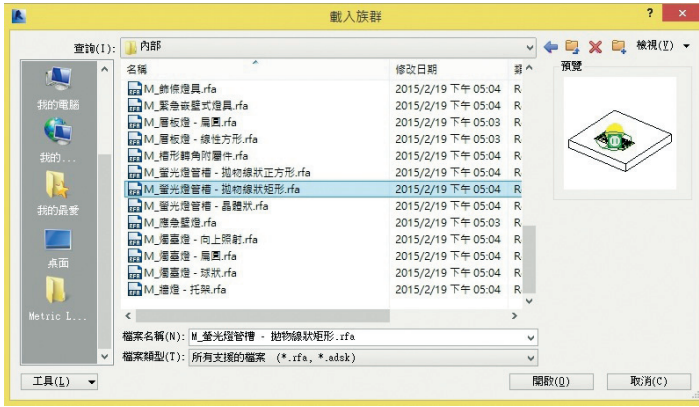 載入族群
? ×
查詢(I): 內部
檢視(V)
名稱 修改日期
預覽
M_飾條燈具.rfa 2015/2/19 下午 05:04 R
M_緊急嵌壁式燈具.rfa 2015/2/19 下午 05:04 R
M_層板燈 - 扁圓.rfa 2015/2/19 下午 05:03 R
M_層板燈 - 線性方形.rfa 2015/2/19 下午 05:03 R
M_槽形轉角附屬件.rfa 2015/2/19 下午 05:04 R
M_螢光燈管槽 - 拋物線狀正方形.rfa 2015/2/19 下午 05:04 R
M_螢光燈管槽 - 拋物線狀矩形.rfa 2015/2/19 下午 05:04 R
M_螢光燈管槽 - 晶體狀.rfa 2015/2/19 下午 05:04 R
M_應急壁燈.rfa 2015/2/19 下午 05:03 R
M_燭臺燈 - 向上照射.rfa 2015/2/19 下午 05:04 R
M_燭臺燈 - 扁圓.rfa 2015/2/19 下午 05:04 R
M_燭臺燈 - 球狀.rfa 2015/2/19 下午 05:04 R
M_牆燈 - 托架.rfa 2015/2/19 下午 05:04 R
我的電腦
我的...
我的最愛
桌面
Metric L...
檔案名稱(N): M_螢光燈管槽 - 拋物線狀矩形.rfa
檔案類型(T): 所有支援的檔案 (*.rfa, *.adsk)
工具(L)
開啟(O) 取消(C)